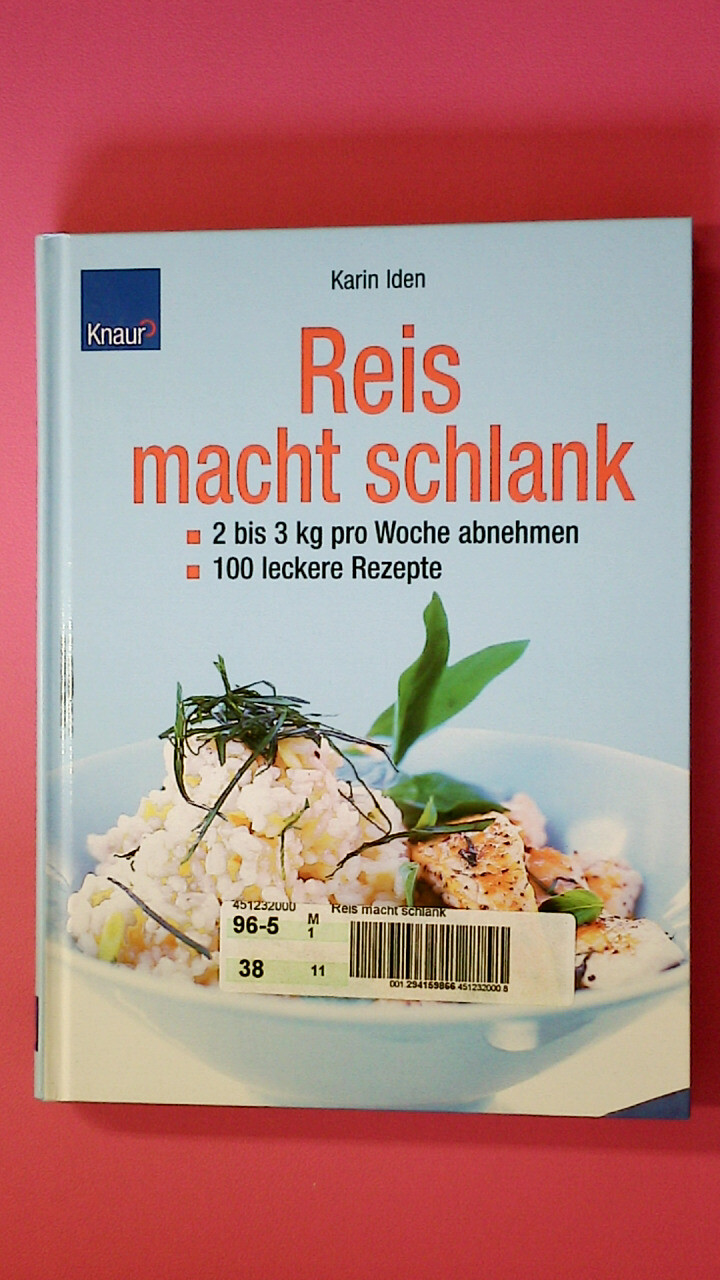 Karin Iden
Knaur
Reis
macht schlank
2 bis 3 kg pro Woche abnehmen
100 leckere Rezepte
451232000 Reis macht schlank
96-5 M
1
38 11
001.294159866 451232000 8